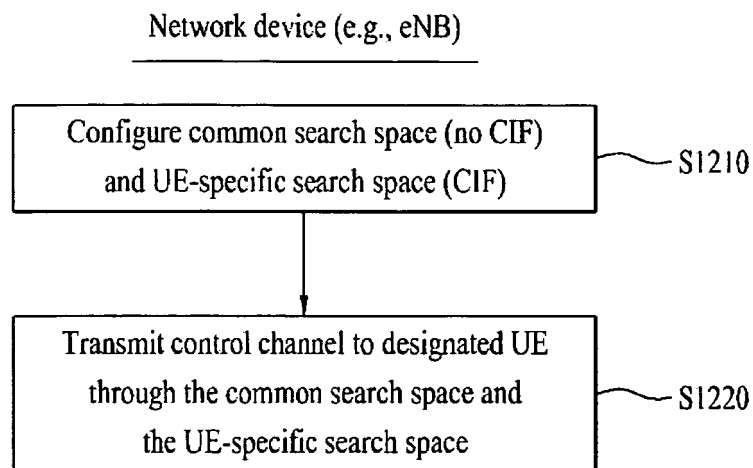 Network device (e.g., eNB)
Configure common search space (no CIF)
and UE-specific search space (CIF)
S1210
Transmit control channel to designated UE
through the common search space and
the UE-specific search space
S1220